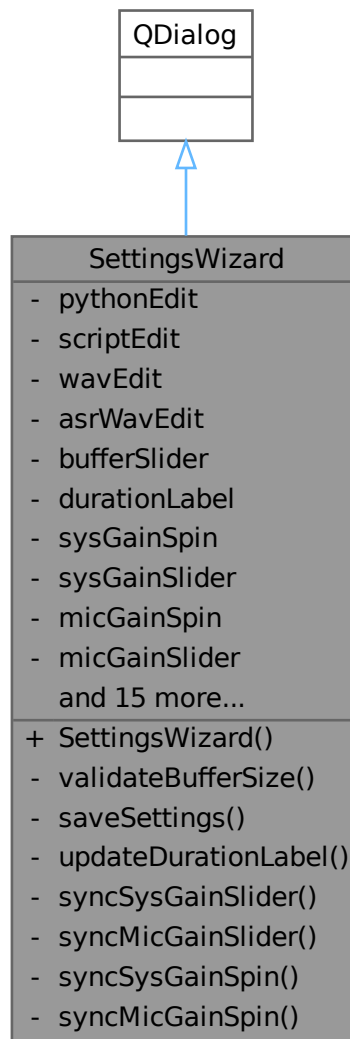 QDialog
SettingsWizard
- pythonEdit
- scriptEdit
- wavEdit
- asrWavEdit
- bufferSlider
- durationLabel
- sysGainSpin
- sysGainSlider
- micGainSpin
- micGainSlider
and 15 more...
+ SettingsWizard()
- validateBufferSize()
- saveSettings()
- updateDurationLabel()
- syncSysGainSlider()
- syncMicGainSlider()
- syncSysGainSpin()
- syncMicGainSpin()